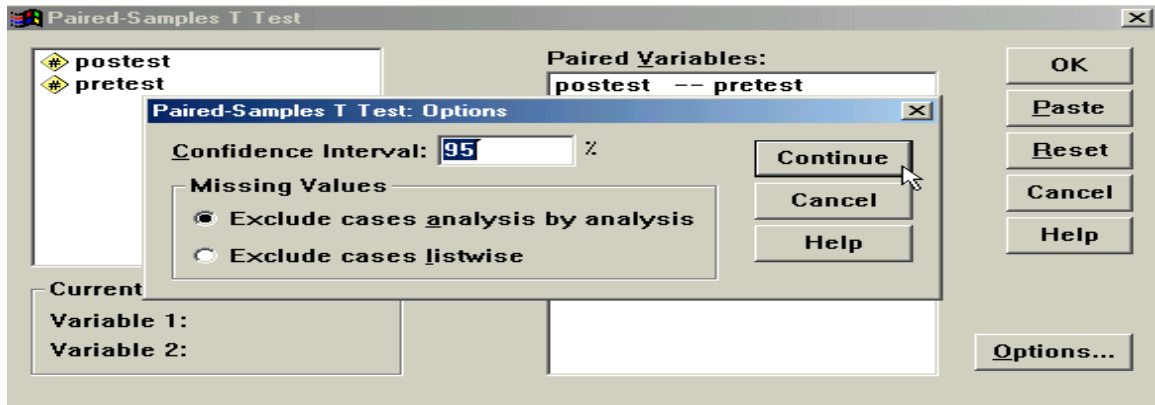 Paired-Samples T Test
# postest
# pretest
Paired Variables:
postest -- pretest
OK
Paste
Reset
Cancel
Help
Paired-Samples T Test: Options
Confidence Interval: 95 %
Missing Values
Exclude cases analysis by analysis
Exclude cases listwise
Continue
Cancel
Help
Current
Variable 1:
Variable 2:
Options...